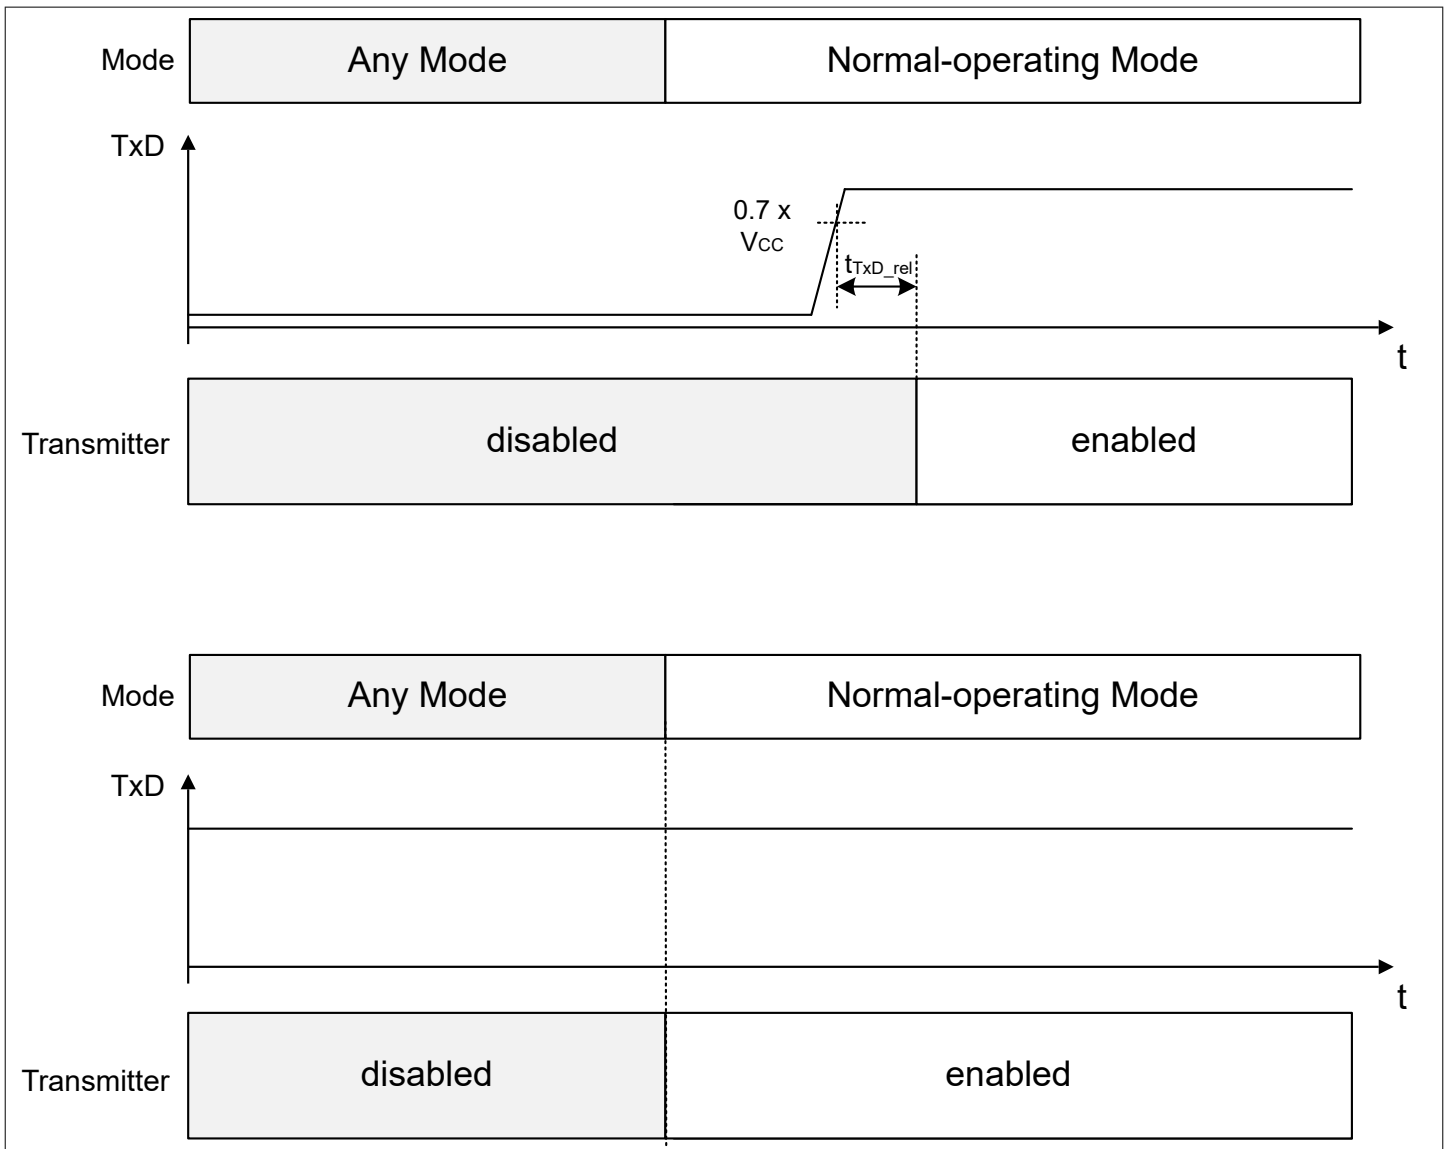 Mode Any Mode Normal-operating Mode
TxD
0.7 x
VCC
tTxD_rel
t
Transmitter disabled enabled
Mode Any Mode Normal-operating Mode
TxD
t
Transmitter disabled enabled